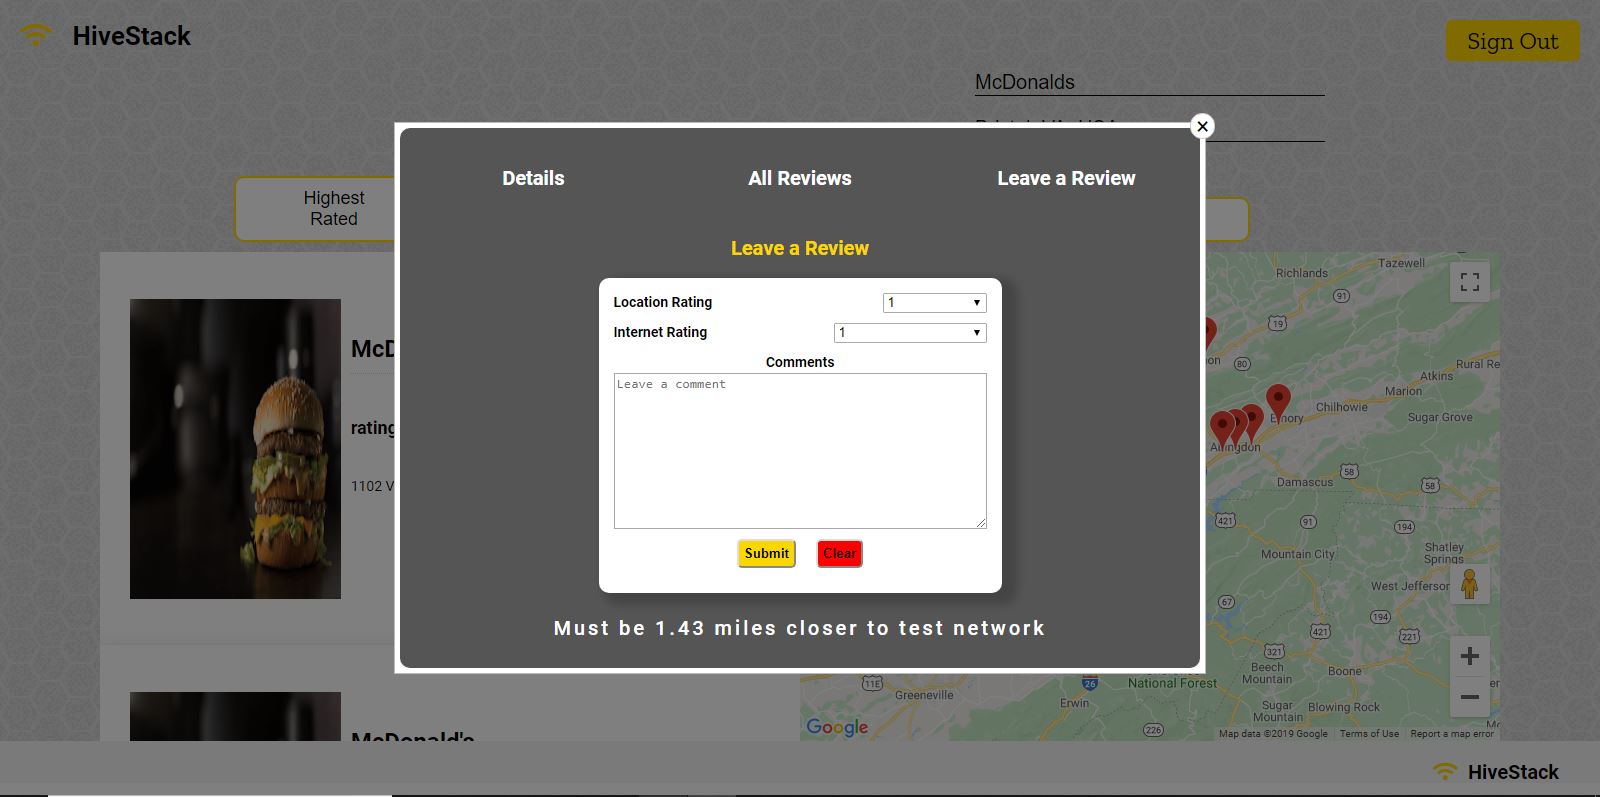 HiveStack
Sign Out
McDonalds
Highest
Rated
Details
All Reviews
Leave a Review
Leave a Review
Location Rating
1
Internet Rating
1
Comments
Leave a comment
Submit
Clear
Must be 1.43 miles closer to test network
McD
rating
1102 V
McDonald's
Richlands
Tazewell
91
19
80
Rural Re
Atkins
Marion
Chilhowie
Emory
Sugar Grove
Abingdon
58
Damascus
58
421
91
194
Mountain City
Shatley
Springs
West Jefferson
67
194
421
221
321
Beech
Mountain
Boone
11E
26
National Forest
Greeneville
Erwin
Sugar
Mountain
Blowing Rock
226
Google
Map data ©2019 Google
Terms of Use
Report a map error
HiveStack